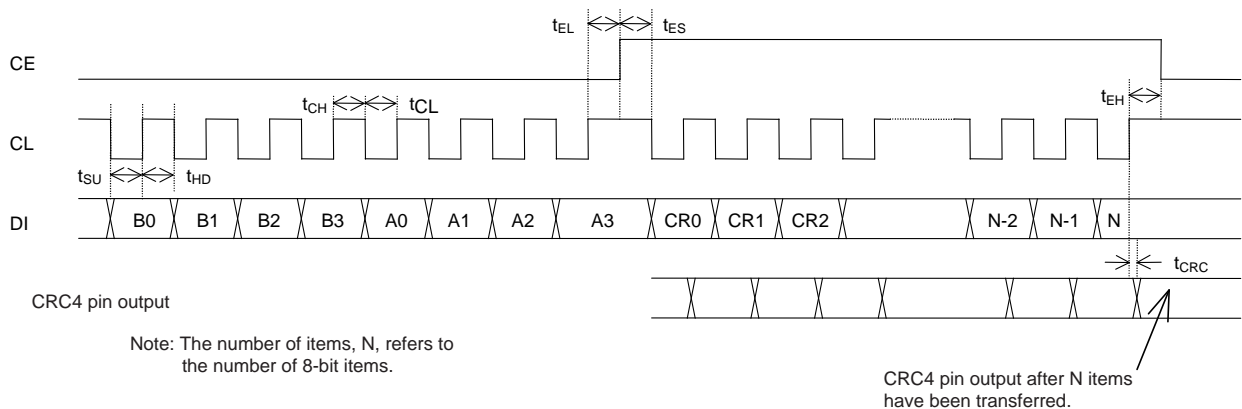 tEL tES
CE
tCH tCL tEH
CL
tSU tHD
DI B0 B1 B2 B3 A0 A1 A2 A3 CR0 CR1 CR2 N-2 N-1 N
tCRC
CRC4 pin output
Note: The number of items, N, refers to
the number of 8-bit items.
CRC4 pin output after N items
have been transferred.